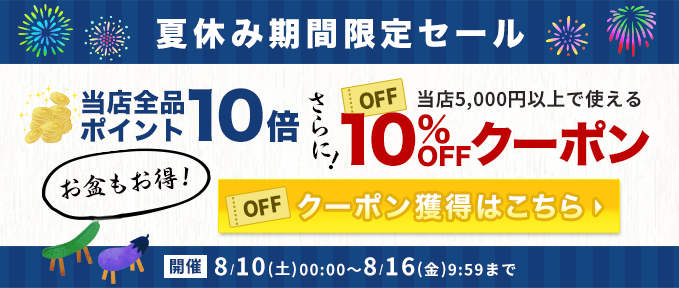 夏休み期間限定セール
当店全品
ポイント10倍
さらに!
OFF
当店5,000円以上で使える
10%OFFクーポン
お盆もお得!
OFF クーポン獲得はこちら
開催 8/10(土)00:00〜8/16(金)9:59まで